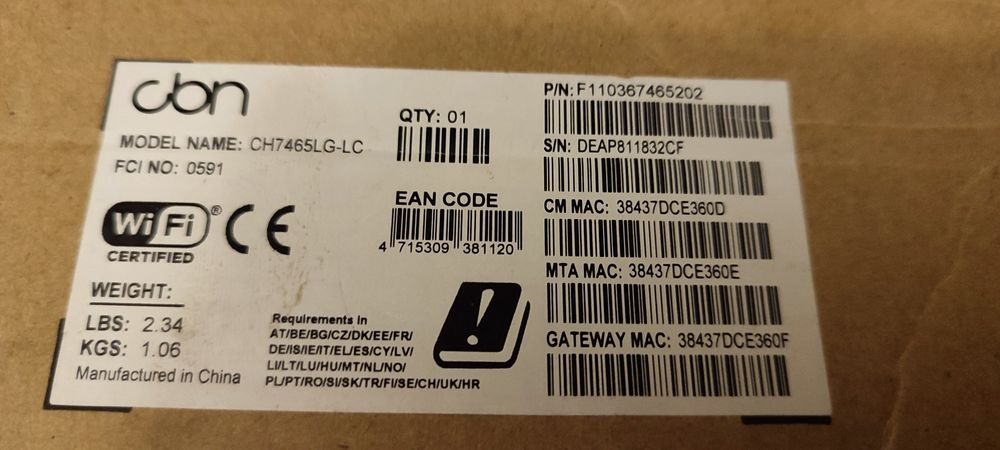 cbn
MODEL NAME: CH7465LG-LC
FCI NO: 0591
WiFi®
CERTIFIED
CE
WEIGHT:
LBS: 2.34
KGS: 1.06
Manufactured in China
QTY: 01
EAN CODE
4 715309 381120
Requirements in
AT/BE/BG/CZ/DK/EE/FR/
DE/IS/IE/IT/EL/ES/CY/LV/
LI/LT/LU/HU/MT/NL/NO/
PL/PT/RO/SI/SK/TR/FI/SE/CH/UK/HR
P/N: F110367465202
S/N: DEAP811832CF
CM MAC: 38437DCE360D
MTA MAC: 38437DCE360E
GATEWAY MAC: 38437DCE360F